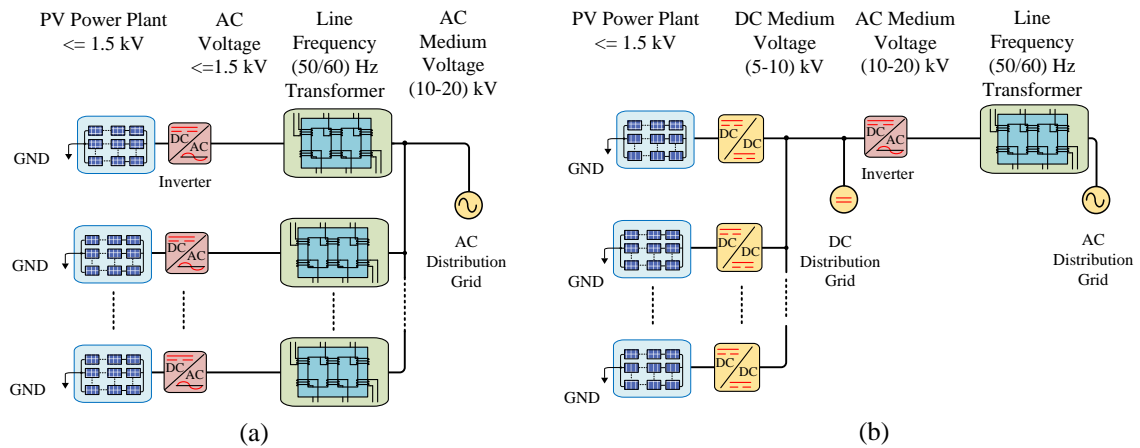 PV Power Plant
<= 1.5 kV
AC
Voltage
<=1.5 kV
Line
Frequency
(50/60) Hz
Transformer
AC
Medium
Voltage
(10-20) kV
GND
DC
AC
Inverter
GND
DC
AC
AC
Distribution
Grid
GND
DC
AC
(a)
PV Power Plant
<= 1.5 kV
DC Medium
Voltage
(5-10) kV
AC Medium
Voltage
(10-20) kV
Line
Frequency
(50/60) Hz
Transformer
GND
DC
DC
DC
AC
Inverter
GND
DC
DC
DC
Distribution
Grid
AC
Distribution
Grid
GND
DC
DC
(b)